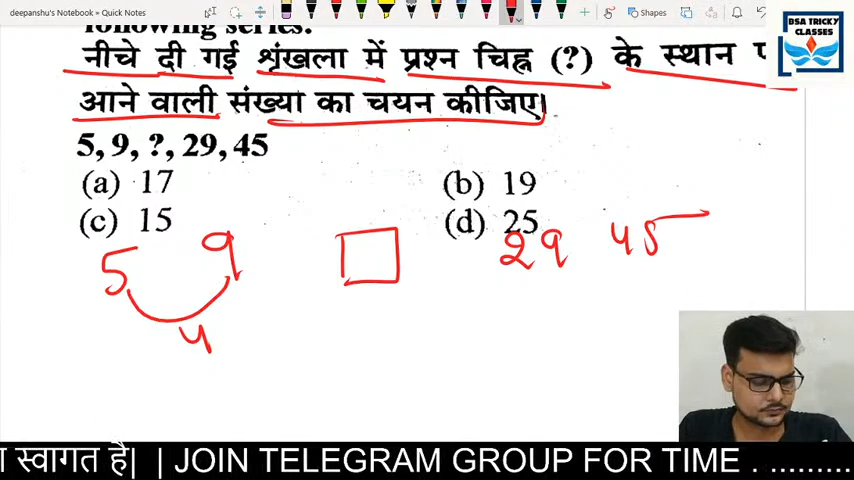 deepanshu's Notebook » Quick Notes
Shapes
BSA TRICKY
CLASSES
following series.
नीचे दी गई श्रृंखला में प्रश्न चिह्न (?) के स्थान प
आने वाली संख्या का चयन कीजिए।
5, 9, ?, 29, 45
(a) 17
(b) 19
(c) 15
(d) 25
5 9 29 45
4
स्वागत है| | JOIN TELEGRAM GROUP FOR TIME . ..........